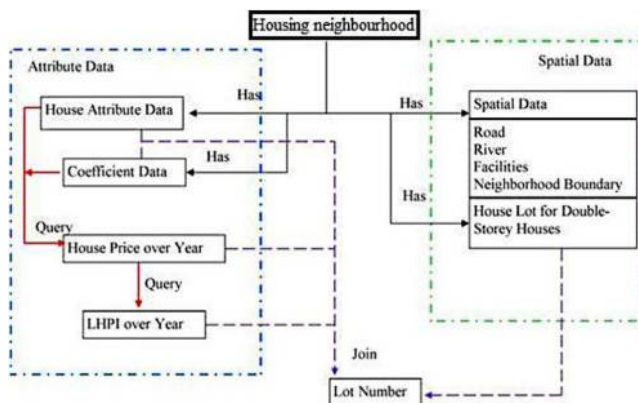 Housing neighbourhood
Attribute Data
Spatial Data
Has
Has
House Attribute Data
Spatial Data
Has
Coefficient Data
Road
River
Facilities
Neighborhood Boundary
Has
House Lot for Double-
Storey Houses
Query
House Price over Year
Query
LHPI over Year
Join
Lot Number